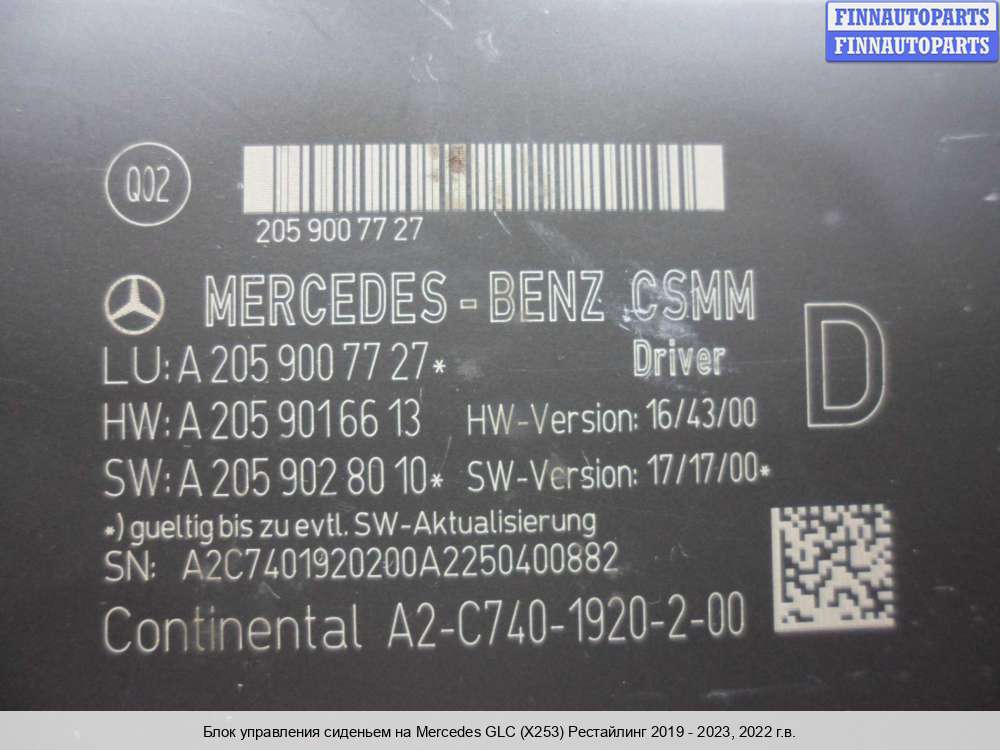 FINNAUTOPARTS
FINNAUTOPARTS
Q02
205 900 77 27
MERCEDES-BENZ CSMM
Driver
D
LU: A 205 900 77 27*
HW: A 205 901 66 13 HW-Version: 16/43/00
SW: A 205 902 80 10* SW-Version: 17/17/00*
*) gueltig bis zu evtl. SW-Aktualisierung
SN: A2C7401920200A2250400882
Continental A2-C740-1920-2-00
Блок управления сиденьем на Mercedes GLC (X253) Рестайлинг 2019 - 2023, 2022 г.в.